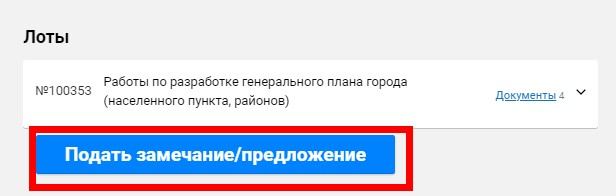 Лоты
№100353 Работы по разработке генерального плана города
(населенного пункта, районов)
Документы 4
Подать замечание/предложение